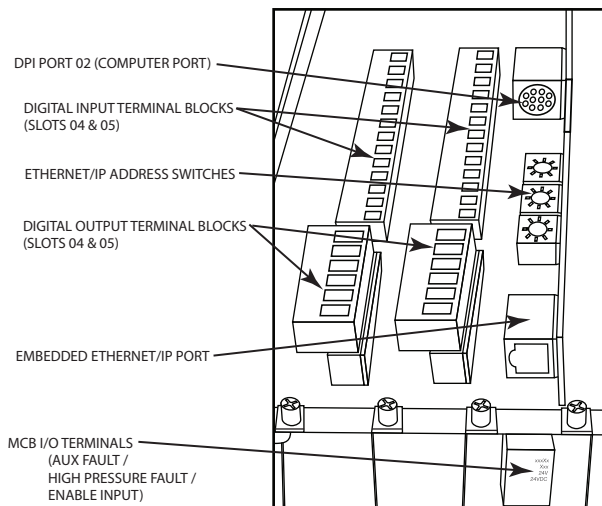 DPI PORT 02 (COMPUTER PORT)
DIGITAL INPUT TERMINAL BLOCKS
(SLOTS 04 & 05)
ETHERNET/IP ADDRESS SWITCHES
DIGITAL OUTPUT TERMINAL BLOCKS
(SLOTS 04 & 05)
EMBEDDED ETHERNET/IP PORT
MCB I/O TERMINALS
(AUX FAULT /
HIGH PRESSURE FAULT /
ENABLE INPUT)
xxxXx
Xxx
24V
24VDC